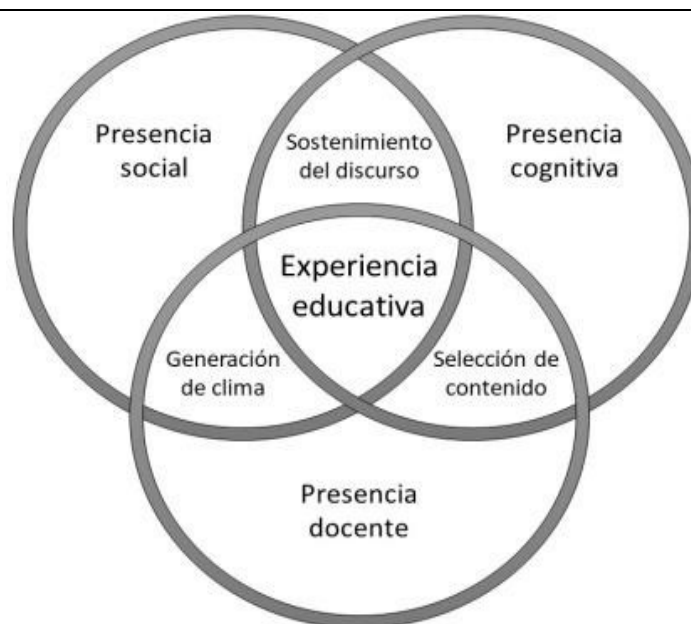 Presencia
social
Sostenimiento
del discurso
Presencia
cognitiva
Experiencia
educativa
Generación
de clima
Selección de
contenido
Presencia
docente